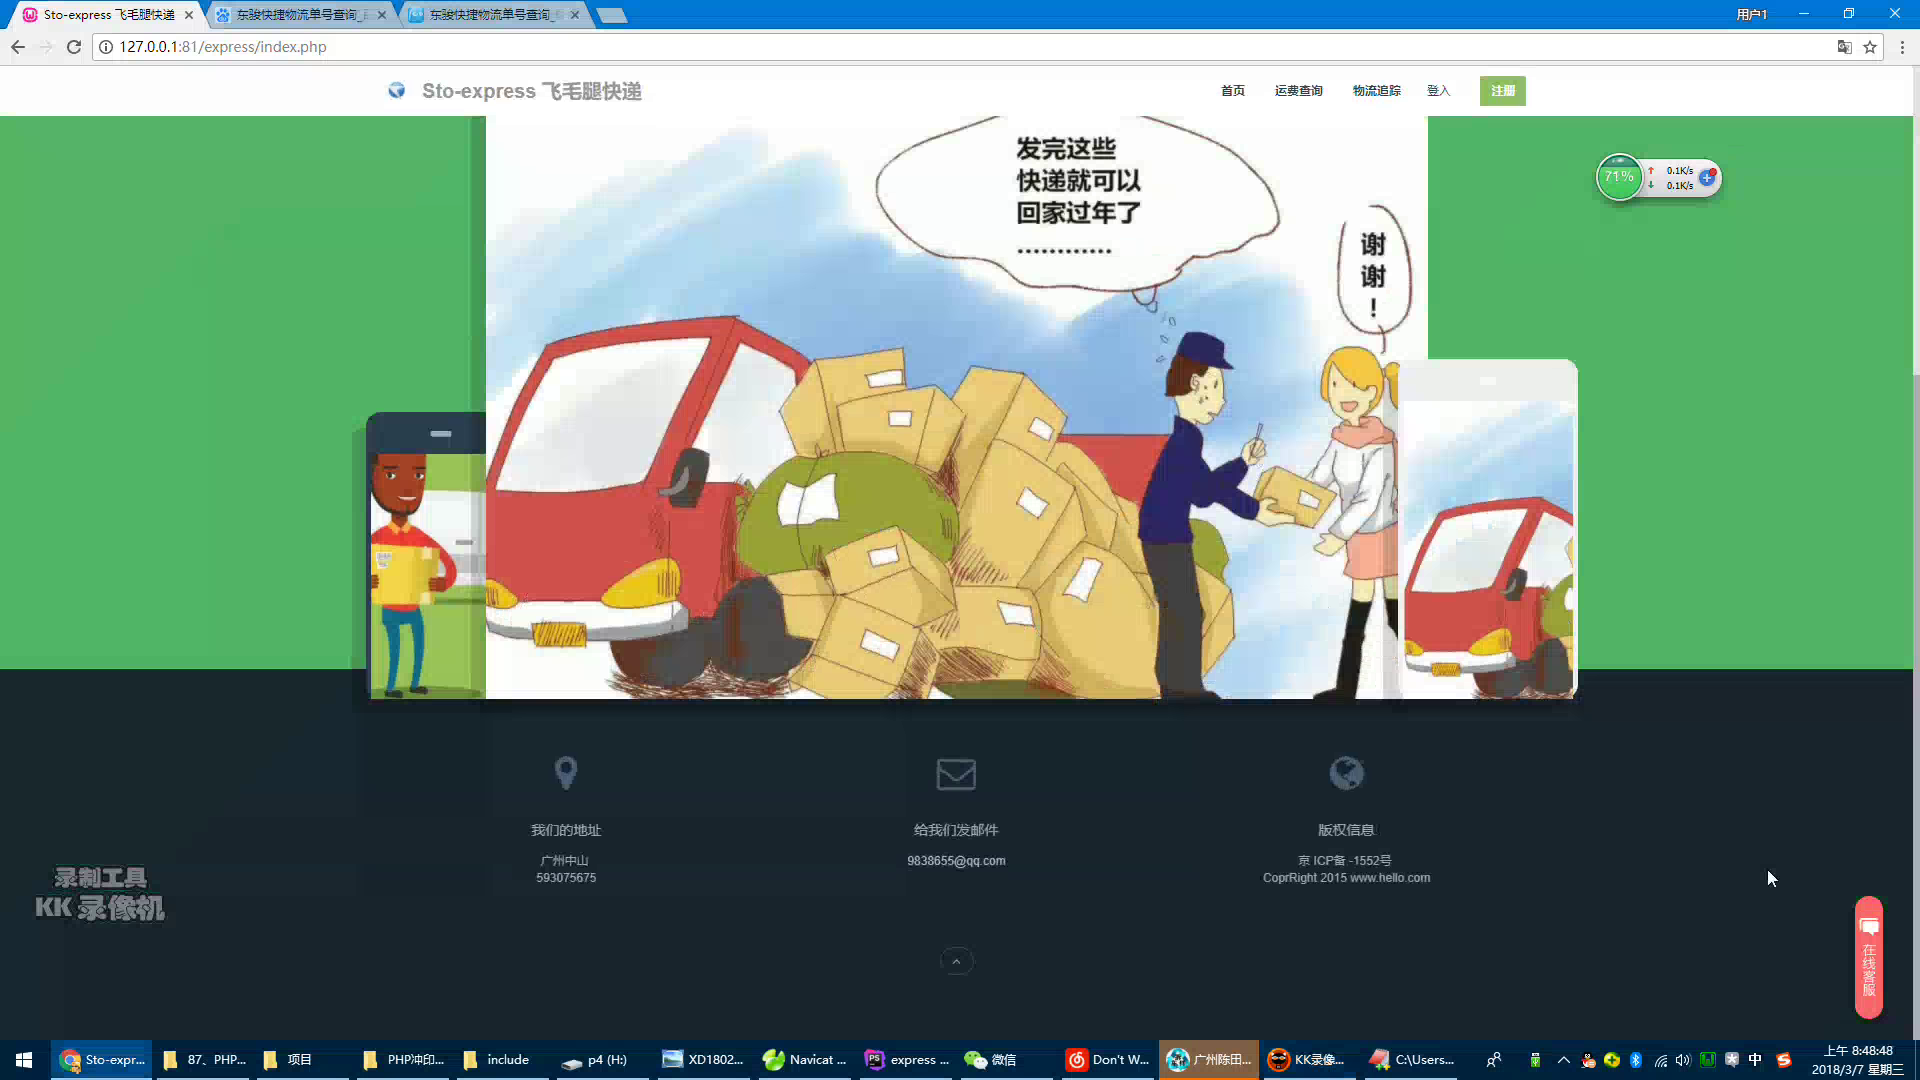 Sto-express 飞毛腿快递
东骏快捷物流单号查询_
东骏快捷物流单号查询_
用户1
127.0.0.1:81/express/index.php
Sto-express 飞毛腿快递
首页
运费查询
物流追踪
登入
注册
发完这些
快递就可以
回家过年了
............
谢
谢
!
71%
0.1K/s
0.1K/s
我们的地址
广州中山
593075675
给我们发邮件
9838655@qq.com
版权信息
京 ICP备 -1552号
CoprRight 2015 www.hello.com
录制工具
KK 录像机
在线客服
Sto-expr...
87、PHP...
项目
PHP冲印...
include
p4 (H:)
XD1802...
Navicat ...
express ...
微信
Don't W...
广州陈田...
KK录像...
C:\Users...
中
上午 8:48:48
2018/3/7 星期三